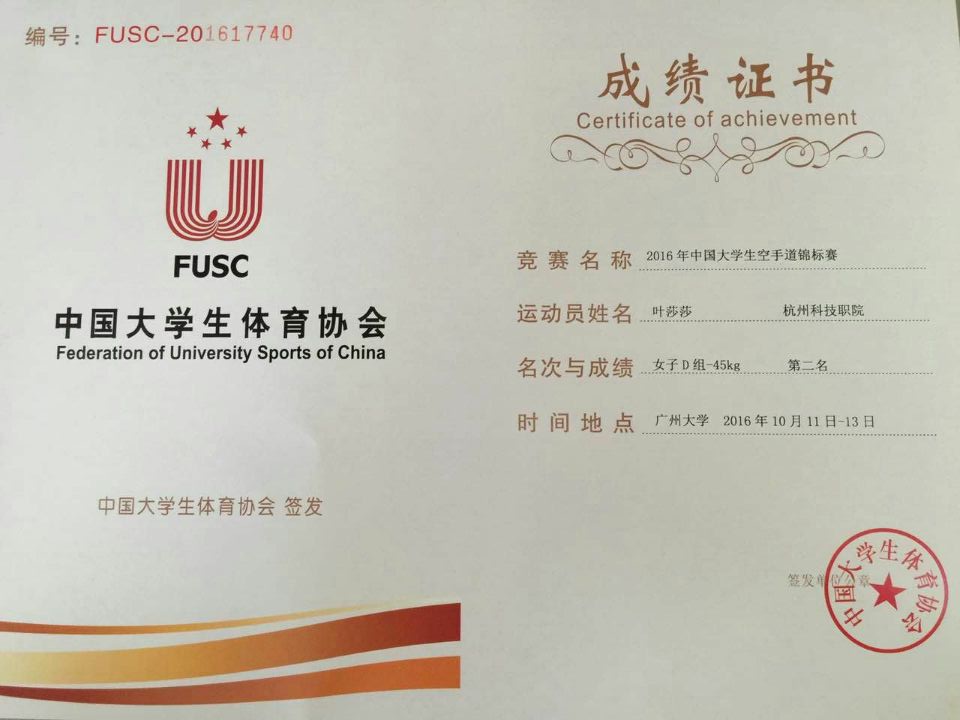 编号: FUSC-201617740
FUSC
中国大学生体育协会
Federation of University Sports of China
中国大学生体育协会 签发
成绩证书
Certificate of achievement
竞赛名称 2016年中国大学生空手道锦标赛
运动员姓名 叶莎莎 杭州科技职院
名次与成绩 女子D组-45kg 第二名
时间地点 广州大学 2016年10月11日-13日
签发单位公章
中国大学生体育协会